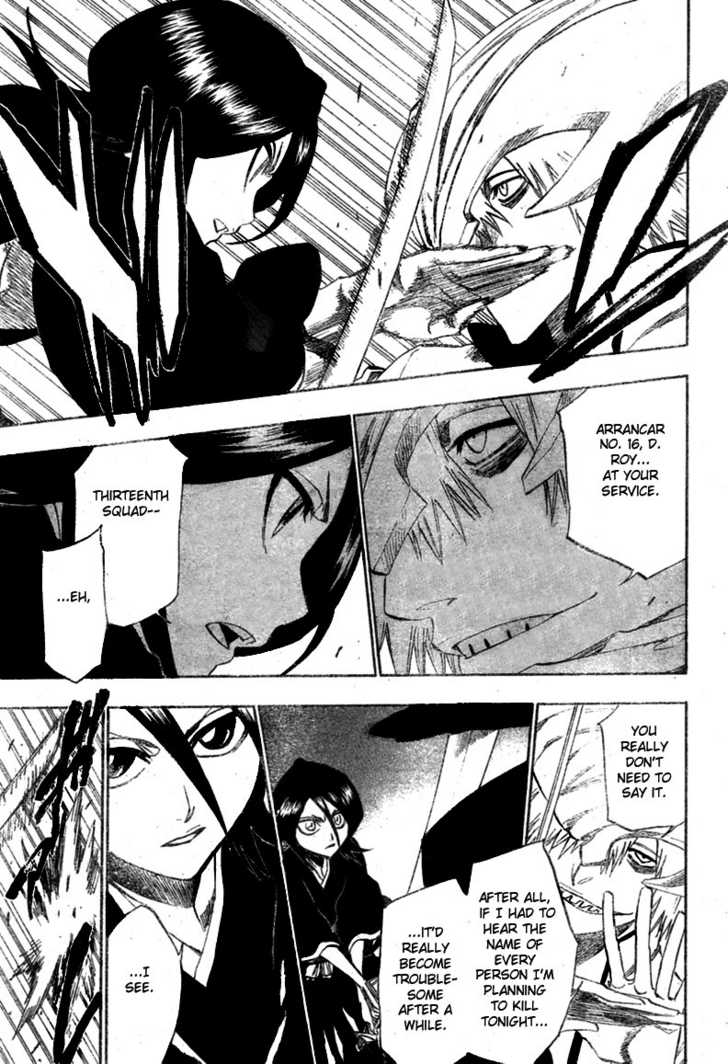 ARRANCAR
NO. 16, D.
ROY...
AT YOUR
SERVICE.
THIRTEENTH
SQUAD--
...EH,
YOU
REALLY
DON'T
NEED TO
SAY IT.
AFTER ALL,
IF I HAD TO
HEAR THE
NAME OF
EVERY
PERSON I'M
PLANNING
TO KILL
TONIGHT...
...IT'D
REALLY
BECOME
TROUBLE-
SOME AFTER
A WHILE.
...I
SEE.